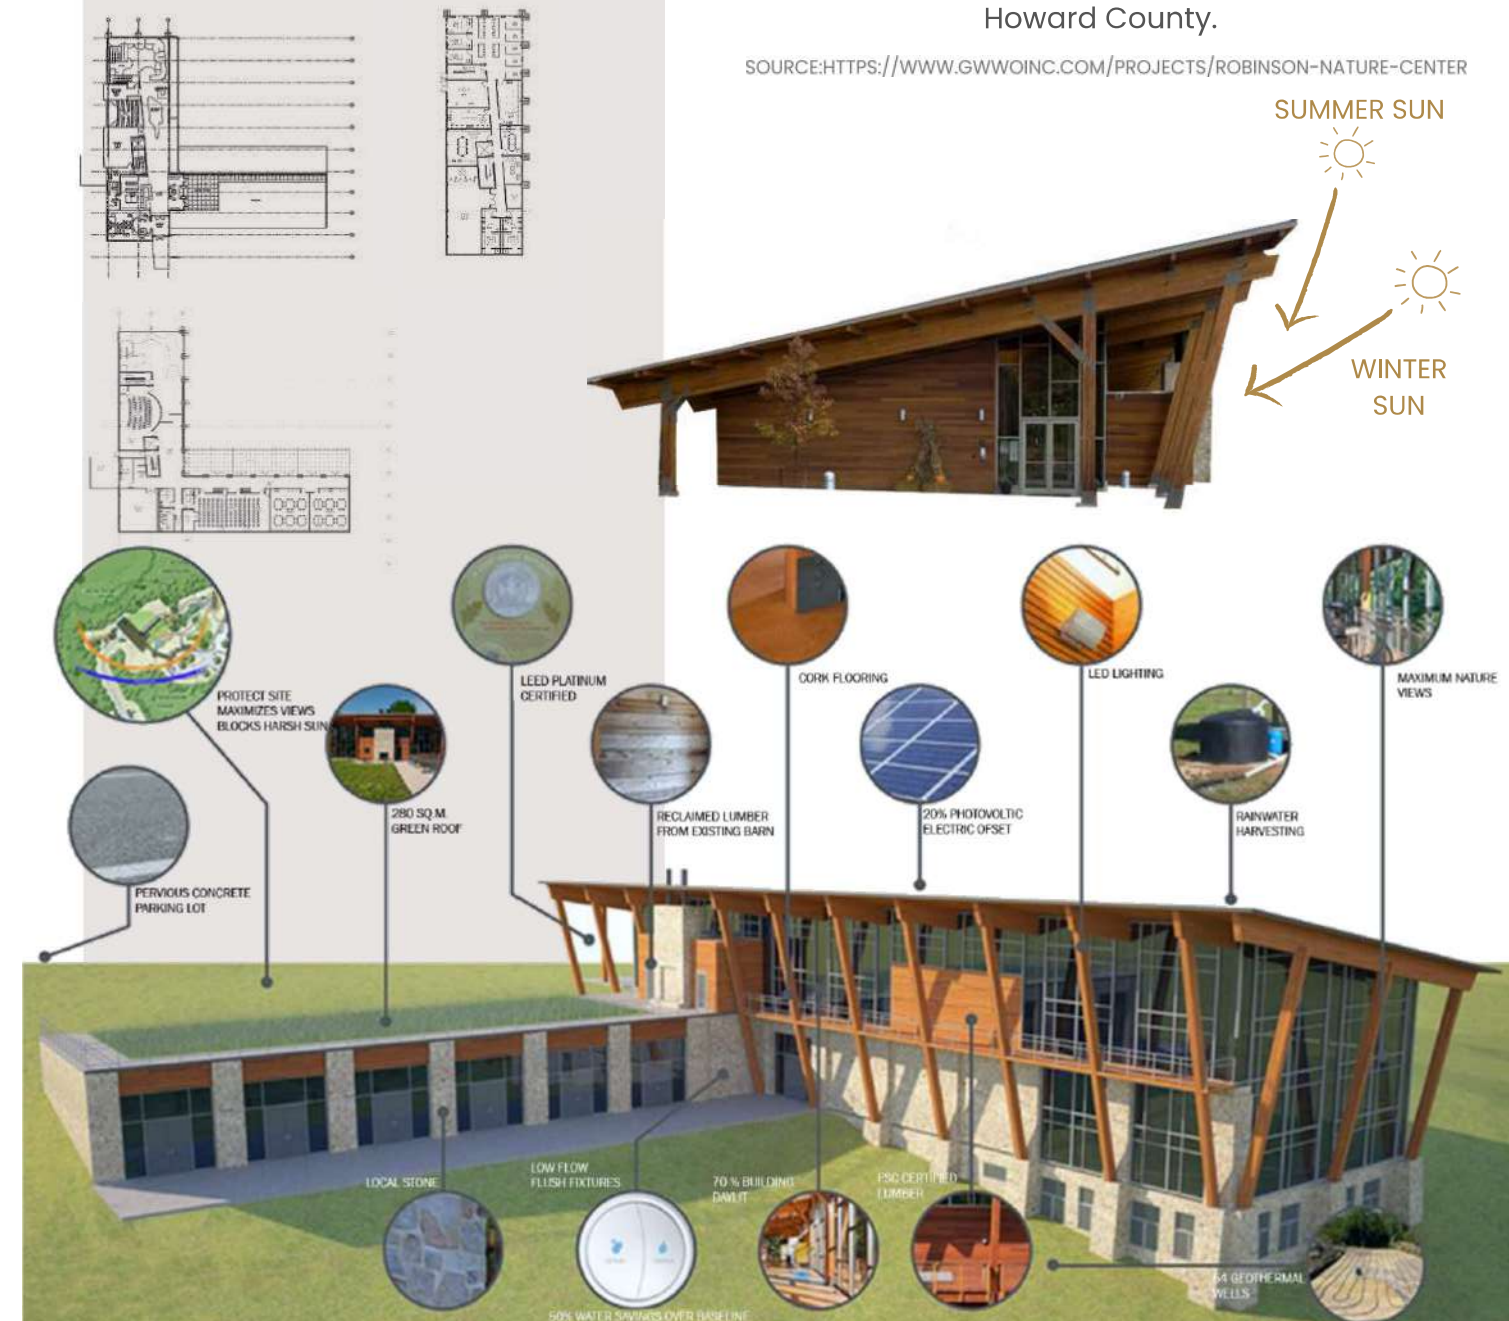 Howard County.
SOURCE:HTTPS://WWW.GWWOINC.COM/PROJECTS/ROBINSON-NATURE-CENTER
SUMMER SUN
WINTER
SUN
PROTECT SITE
MAXIMIZES VIEWS
BLOCKS HARSH SUN
LEED PLATINUM
CERTIFIED
CORK FLOORING
LED LIGHTING
MAXIMUM NATURE
VIEWS
280 SQ.M.
GREEN ROOF
RECLAIMED LUMBER
FROM EXISTING BARN
20% PHOTOVOLTIC
ELECTRIC OFSET
RAINWATER
HARVESTING
PERVIOUS CONCRETE
PARKING LOT
LOCAL STONE
LOW FLOW
FLUSH FIXTURES
70 % BUILDING
DAYLIT
FSC CERTIFIED
LUMBER
54 GEOTHERMAL
WELLS
50% WATER SAVINGS OVER BASELINE